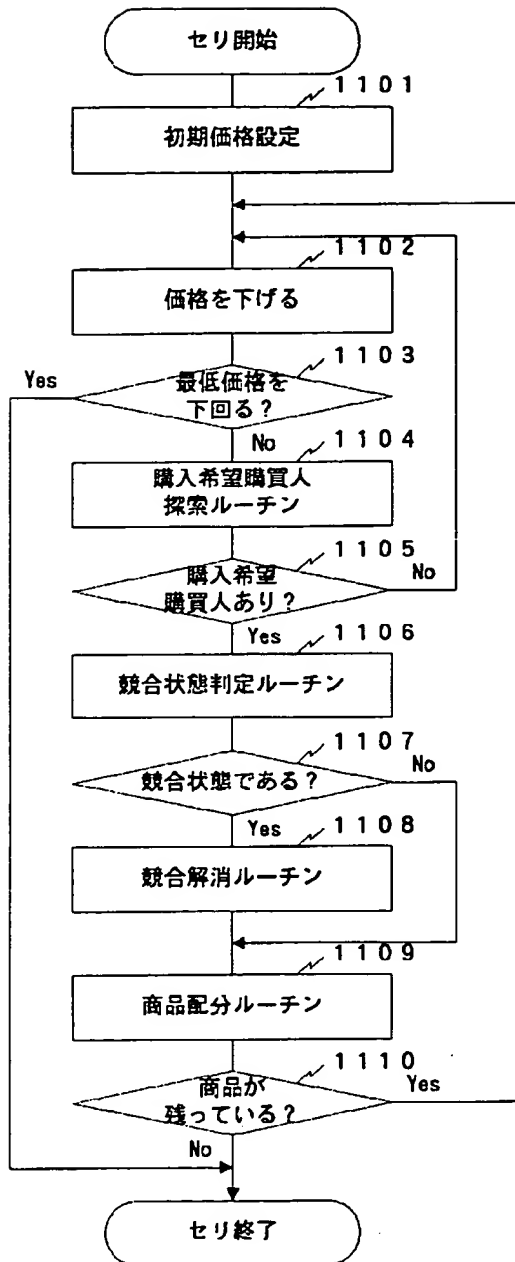 セリ開始
1101
初期価格設定
1102
価格を下げる
1103
Yes
最低価格を
下回る?
No
1104
購入希望購買人
探索ルーチン
1105
購入希望
購買人あり?
No
Yes
1106
競合状態判定ルーチン
1107
競合状態である?
No
Yes
1108
競合解消ルーチン
1109
商品配分ルーチン
1110
商品が
残っている?
Yes
No
セリ終了